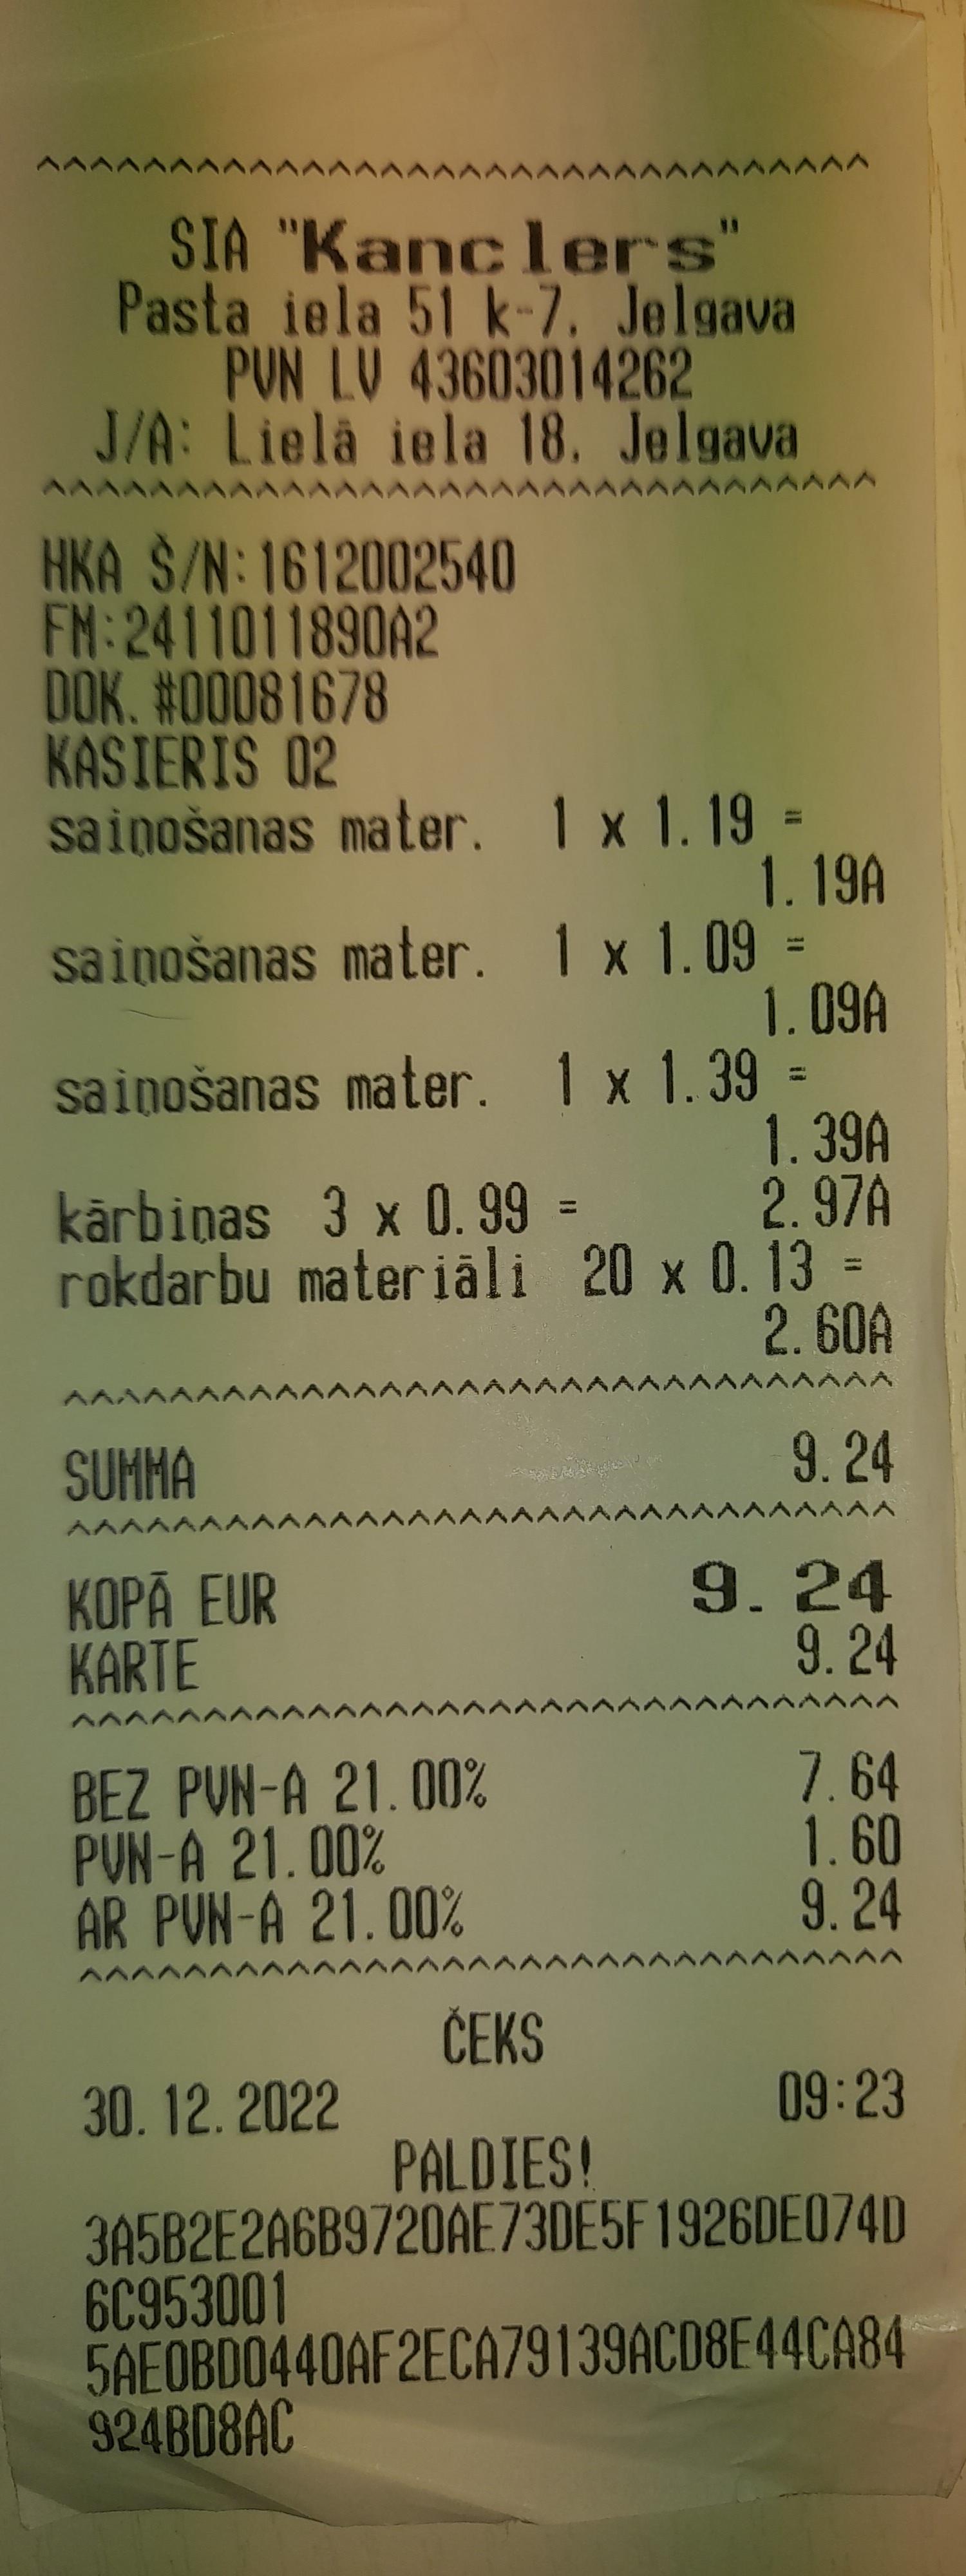 ^^^^^^^^^^^^^^^^^^^^^^^^^^^^^^^^
SIA "Kanclers"
Pasta iela 51 k-7, Jelgava
PVN LV 43603014262
J/A: Lielā iela 18, Jelgava
^^^^^^^^^^^^^^^^^^^^^^^^^^^^^^^^
HKA Š/N:1612002540
FM:2411011890A2
DOK.#00081678
KASIERIS 02
saiņošanas mater. 1 x 1.19 =
1.19A
saiņošanas mater. 1 x 1.09 =
1.09A
saiņošanas mater. 1 x 1.39 =
1.39A
kārbiņas 3 x 0.99 = 2.97A
rokdarbu materiāli 20 x 0.13 =
2.60A
^^^^^^^^^^^^^^^^^^^^^^^^^^^^^^^^
SUMMA 9.24
^^^^^^^^^^^^^^^^^^^^^^^^^^^^^^^^
KOPĀ EUR 9.24
KARTE 9.24
^^^^^^^^^^^^^^^^^^^^^^^^^^^^^^^^
BEZ PVN-A 21.00% 7.64
PVN-A 21.00% 1.60
AR PVN-A 21.00% 9.24
^^^^^^^^^^^^^^^^^^^^^^^^^^^^^^^^
ČEKS
30.12.2022 09:23
PALDIES!
3A5B2E2A6B9720AE73DE5F1926DE074D
6C953001
5AE0BD0440AF2ECA79139ACD8E44CA84
924BD8AC